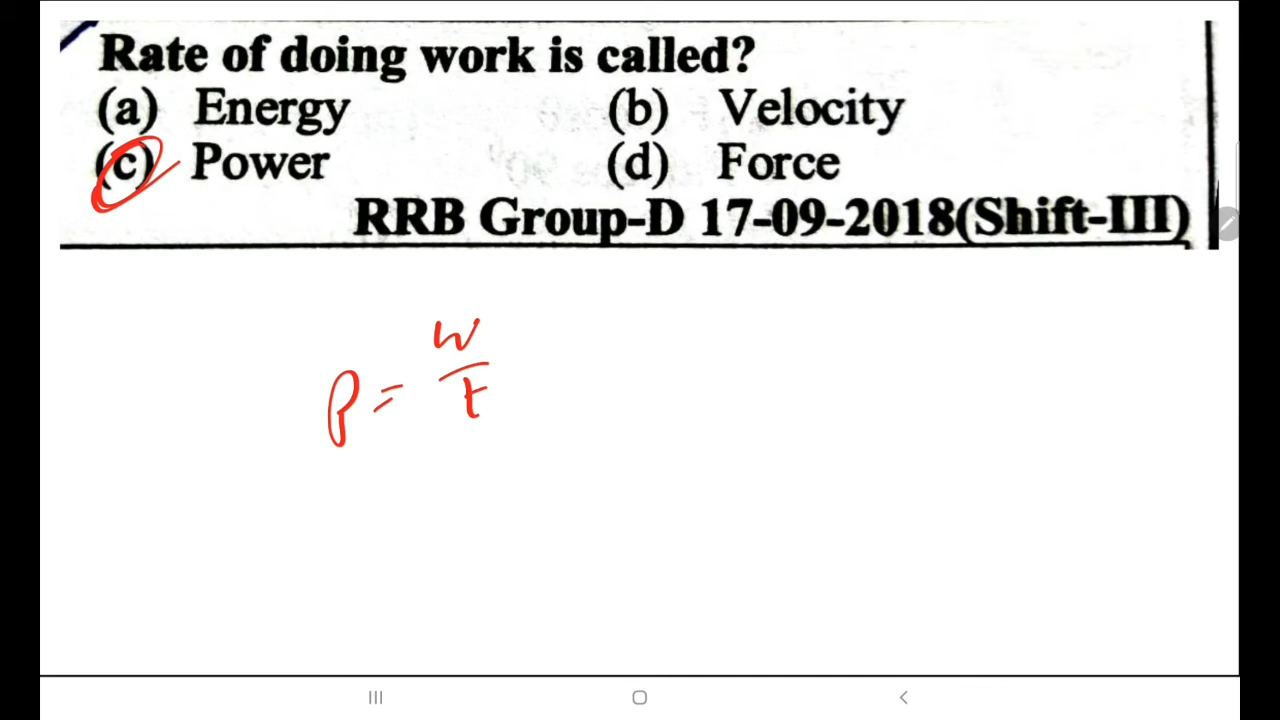 Rate of doing work is called?
(a) Energy (b) Velocity
(c) Power (d) Force
RRB Group-D 17-09-2018(Shift-III)
P = W/t